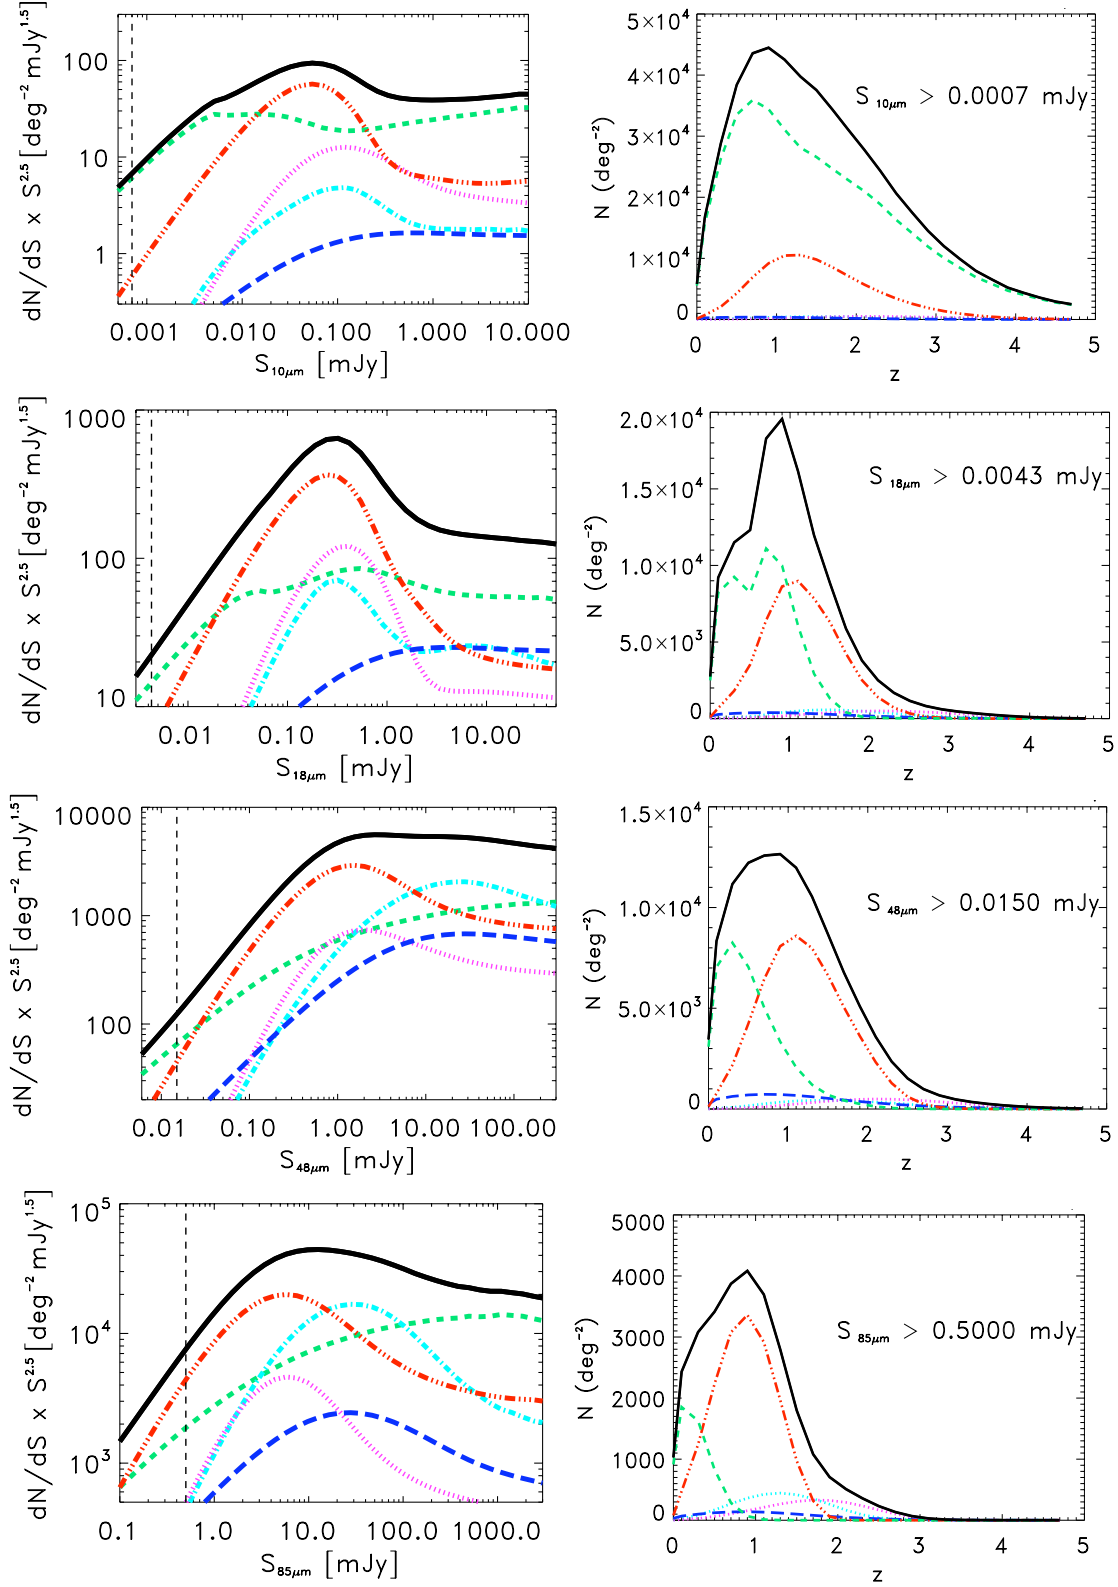 dN/dS x S^2.5 [deg^-2 mJy^1.5]
100
10
1
0.001 0.010 0.100 1.000 10.000
S_10μm [mJy]
N (deg^-2)
5×10^4
4×10^4
3×10^4
2×10^4
1×10^4
0
S_10μm > 0.0007 mJy
0 1 2 3 4 5
z
dN/dS x S^2.5 [deg^-2 mJy^1.5]
1000
100
10
0.01 0.10 1.00 10.00
S_18μm [mJy]
N (deg^-2)
2.0×10^4
1.5×10^4
1.0×10^4
5.0×10^3
0
S_18μm > 0.0043 mJy
0 1 2 3 4 5
z
dN/dS x S^2.5 [deg^-2 mJy^1.5]
10000
1000
100
0.01 0.10 1.00 10.00 100.00
S_48μm [mJy]
N (deg^-2)
1.5×10^4
1.0×10^4
5.0×10^3
0
S_48μm > 0.0150 mJy
0 1 2 3 4 5
z
dN/dS x S^2.5 [deg^-2 mJy^1.5]
10^5
10^4
10^3
0.1 1.0 10.0 100.0 1000.0
S_85μm [mJy]
N (deg^-2)
5000
4000
3000
2000
1000
0
S_85μm > 0.5000 mJy
0 1 2 3 4 5
z